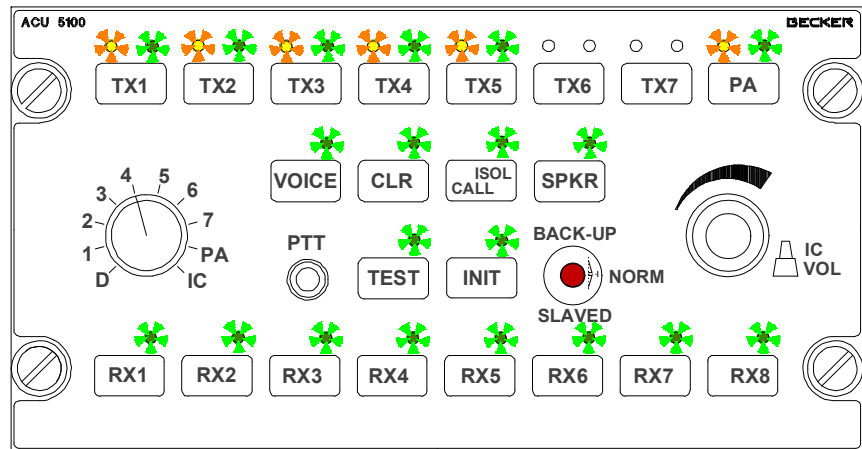 ACU 5100 BECKER
TX1 TX2 TX3 TX4 TX5 TX6 TX7 PA
VOICE CLR ISOL CALL SPKR
4 5
3 6
2 7
1 PA
D IC
PTT
TEST INIT
BACK-UP
NORM
SLAVED
IC
VOL
RX1 RX2 RX3 RX4 RX5 RX6 RX7 RX8